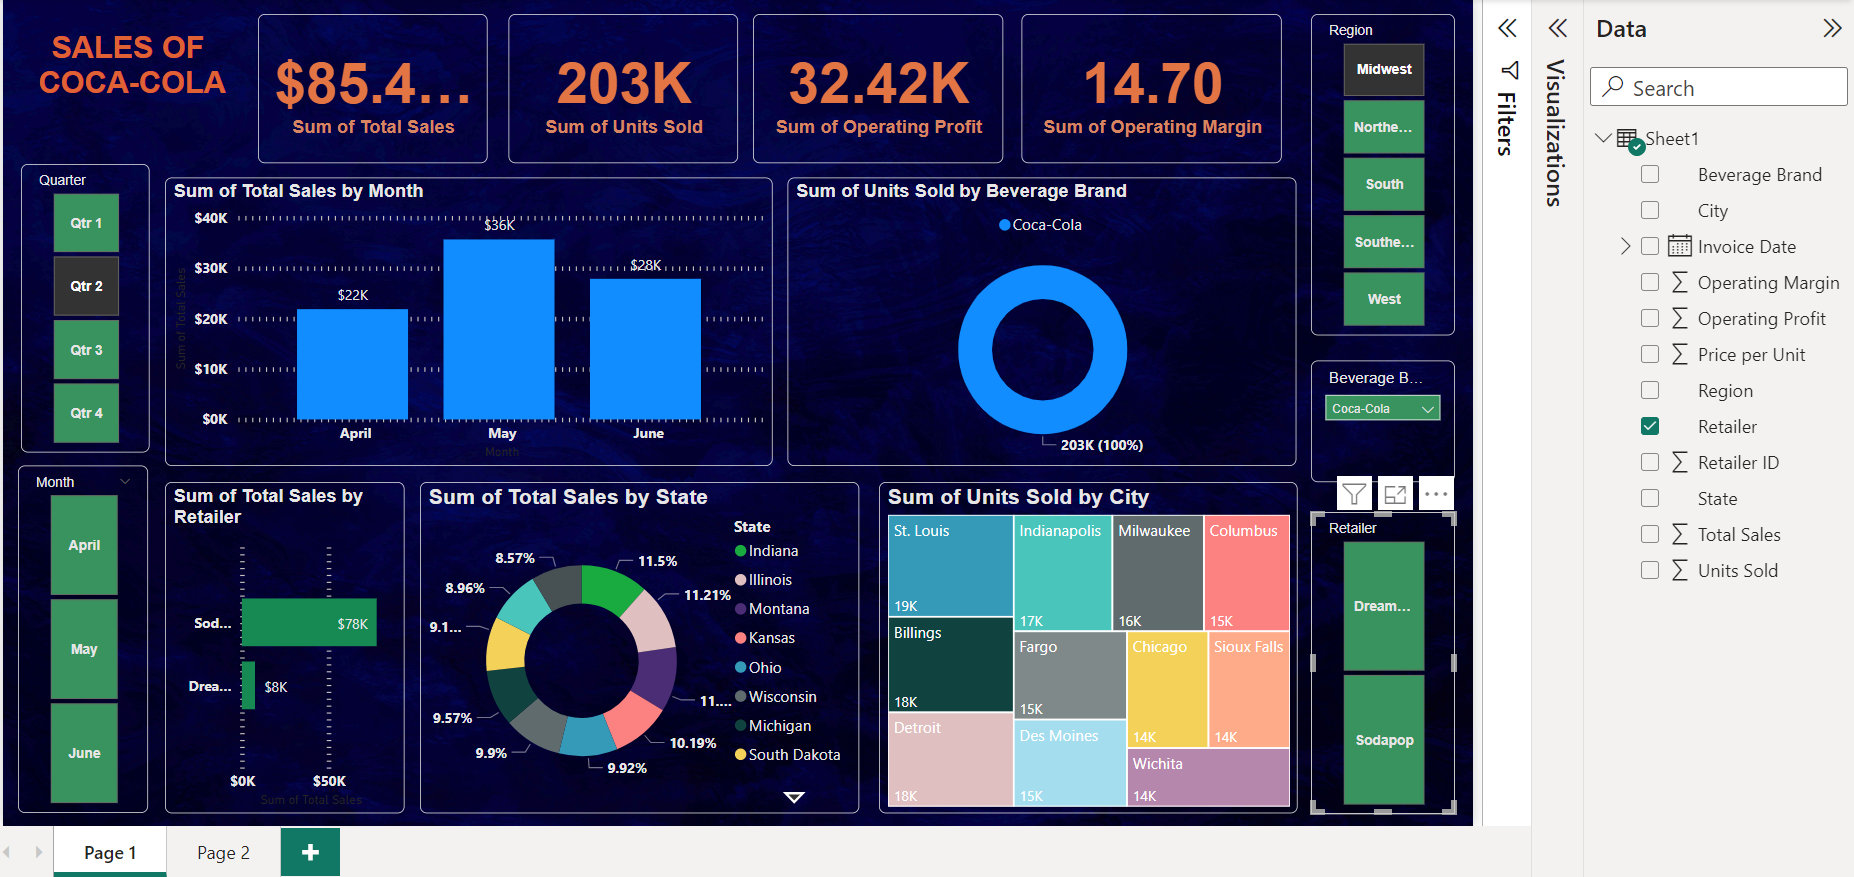 SALES OF
COCA-COLA
$85.4...
Sum of Total Sales
203K
Sum of Units Sold
32.42K
Sum of Operating Profit
14.70
Sum of Operating Margin
Region
Midwest
Northe...
South
Southe...
West
Quarter
Qtr 1
Qtr 2
Qtr 3
Qtr 4
Sum of Total Sales by Month
Sum of Total Sales
$40K
$30K
$20K
$10K
$0K
$22K
$36K
$28K
April
May
June
Month
Sum of Units Sold by Beverage Brand
Coca-Cola
203K (100%)
Beverage B...
Coca-Cola
Month
April
May
June
Sum of Total Sales by
Retailer
Sod...
$78K
Drea...
$8K
$0K
$50K
Sum of Total Sales
Sum of Total Sales by State
11.5%
11.21%
11....
10.19%
9.92%
9.9%
9.57%
9.1...
8.96%
8.57%
State
Indiana
Illinois
Montana
Kansas
Ohio
Wisconsin
Michigan
South Dakota
Sum of Units Sold by City
St. Louis
19K
Billings
18K
Detroit
18K
Indianapolis
17K
Milwaukee
16K
Columbus
15K
Fargo
15K
Des Moines
15K
Chicago
14K
Sioux Falls
14K
Wichita
14K
Retailer
Dream...
Sodapop
Filters
Visualizations
Data
Search
Sheet1
Beverage Brand
City
Invoice Date
Operating Margin
Operating Profit
Price per Unit
Region
Retailer
Retailer ID
State
Total Sales
Units Sold
Page 1
Page 2